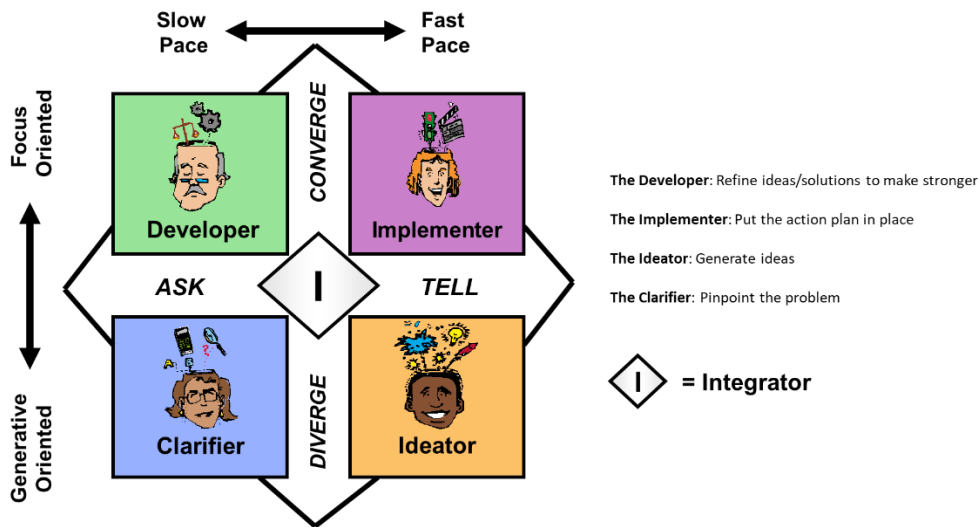 Slow
Pace
Fast
Pace
Focus
Oriented
CONVERGE
Developer
Implementer
ASK
I
TELL
Generative
Oriented
DIVERGE
Clarifier
Ideator
The Developer: Refine ideas/solutions to make stronger
The Implementer: Put the action plan in place
The Ideator: Generate ideas
The Clarifier: Pinpoint the problem
I = Integrator